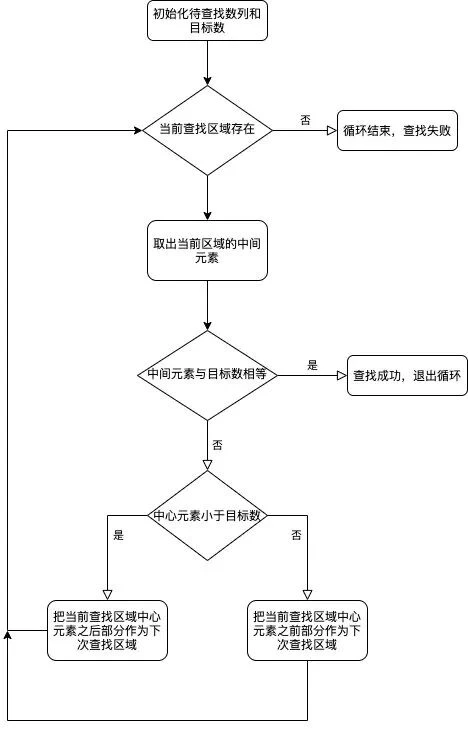 初始化待查找数列和
目标数
当前查找区域存在
否
循环结束，查找失败
取出当前区域的中间
元素
中间元素与目标数相等
是
查找成功，退出循环
否
中心元素小于目标数
是
否
把当前查找区域中心
元素之后部分作为下
次查找区域
把当前查找区域中心
元素之前部分作为下
次查找区域